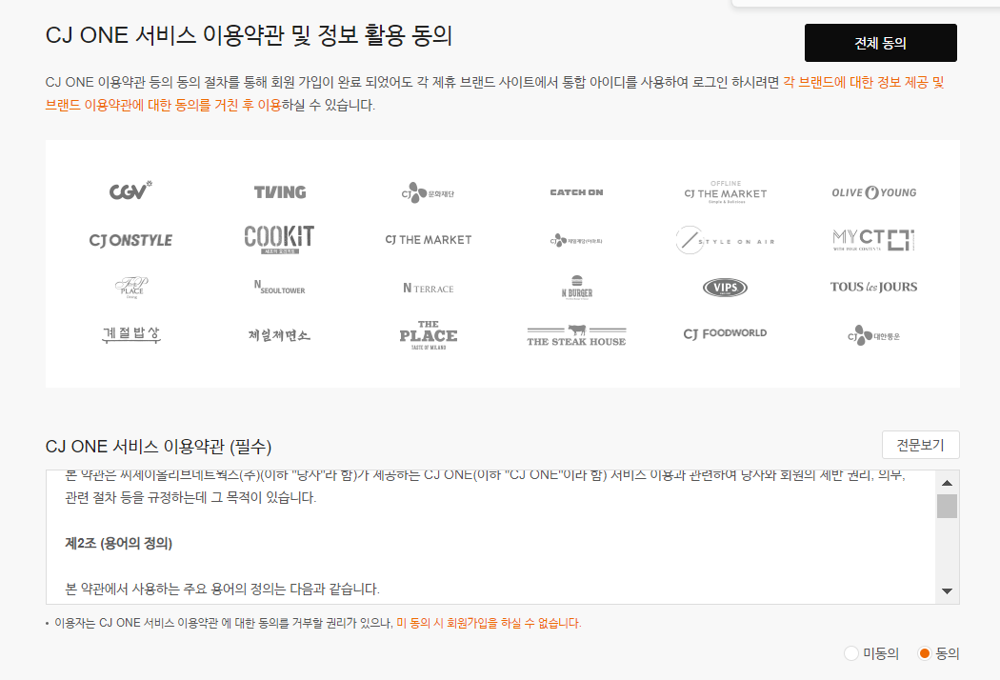 CJ ONE 서비스 이용약관 및 정보 활용 동의
전체 동의
CJ ONE 이용약관 등의 동의 절차를 통해 회원 가입이 완료 되었어도 각 제휴 브랜드 사이트에서 통합 아이디를 사용하여 로그인 하시려면 각 브랜드에 대한 정보 제공 및
브랜드 이용약관에 대한 동의를 거친 후 이용하실 수 있습니다.
CGV
TVING
CJ 문화재단
CATCH ON
OFFLINE
CJ THE MARKET
Simple & Delicious
OLIVE YOUNG
CJ ONSTYLE
COOKIT
CJ THE MARKET
CJ 제일제당
STYLE ON AIR
MY CT
WITH YOUR CONTENTS
THE PLACE
Dining
N SEOULTOWER
N TERRACE
N BURGER
VIPS
TOUS les JOURS
계절밥상
제일제면소
THE
PLACE
TASTE OF MILANO
THE STEAK HOUSE
CJ FOODWORLD
CJ 대한통운
CJ ONE 서비스 이용약관 (필수)
전문보기
본 약관은 씨제이올리브네트웍스(주)(이하 "당사"라 함)가 제공하는 CJ ONE(이하 "CJ ONE"이라 함) 서비스 이용과 관련하여 당사와 회원의 제반 권리, 의무,
관련 절차 등을 규정하는데 그 목적이 있습니다.
제2조 (용어의 정의)
본 약관에서 사용하는 주요 용어의 정의는 다음과 같습니다.
• 이용자는 CJ ONE 서비스 이용약관 에 대한 동의를 거부할 권리가 있으나, 미 동의 시 회원가입을 하실 수 없습니다.
미동의
동의